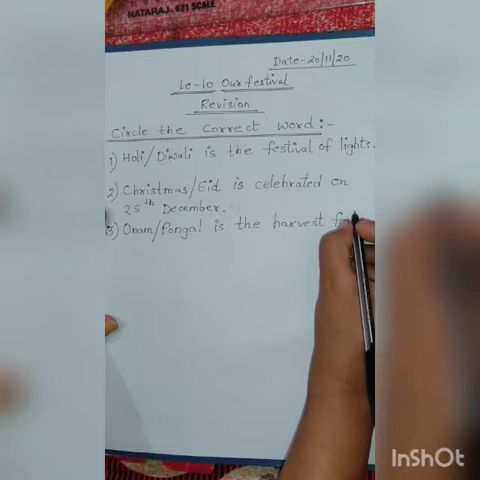 NATARAJ-621 SCALE
Date-20/11/20
Le-10 Our festival
Revision
Circle the Correct Word:-
1) Holi/Diwali is the festival of lights.
2) Christmas/Eid is celebrated on
25th December.
3) Onam/Pongal is the harvest
InShOt